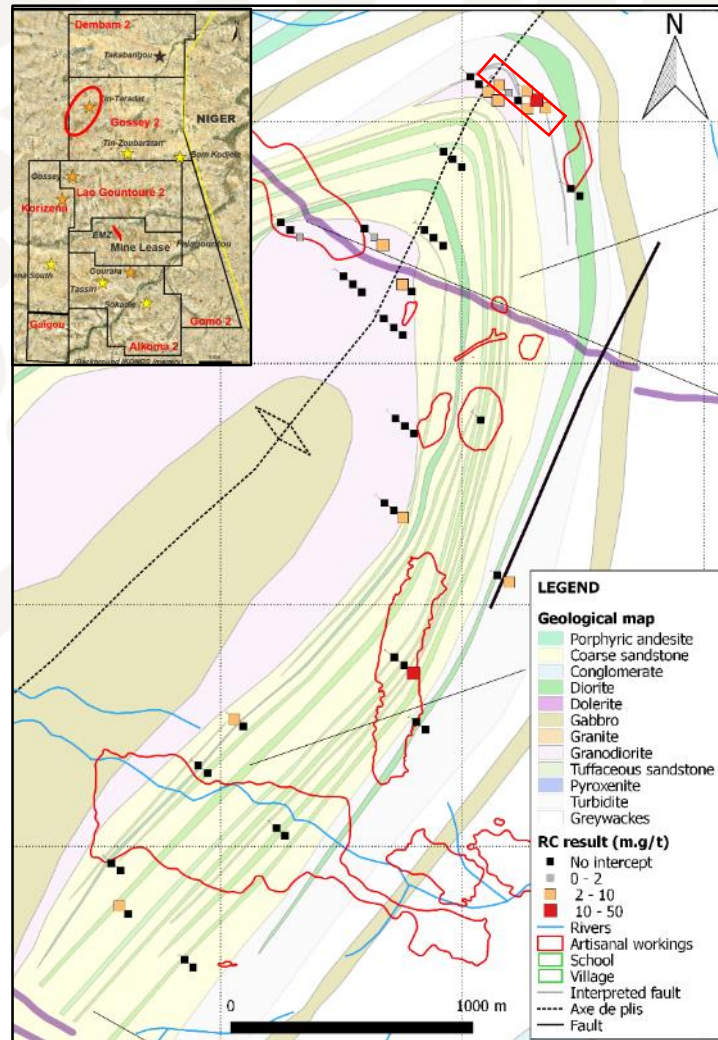 Dembam 2
Takabangou
Tin-Taradat
Gossey 2
NIGER
Tin-Zoubaratan
Bom Kodjele
Gossey
Lao Gountoure 2
Korizena
EMZ
Mine Lease
Falagountou
Gourara
Tassiri
Sokadie
Gomo 2
Gaigou
Alkoma 2
N
LEGEND
Geological map
Porphyric andesite
Coarse sandstone
Conglomerate
Diorite
Dolerite
Gabbro
Granite
Granodiorite
Tuffaceous sandstone
Pyroxenite
Turbidite
Greywackes
RC result (m.g/t)
No intercept
0 - 2
2 - 10
10 - 50
Rivers
Artisanal workings
School
Village
Interpreted fault
Axe de plis
Fault
0 1000 m